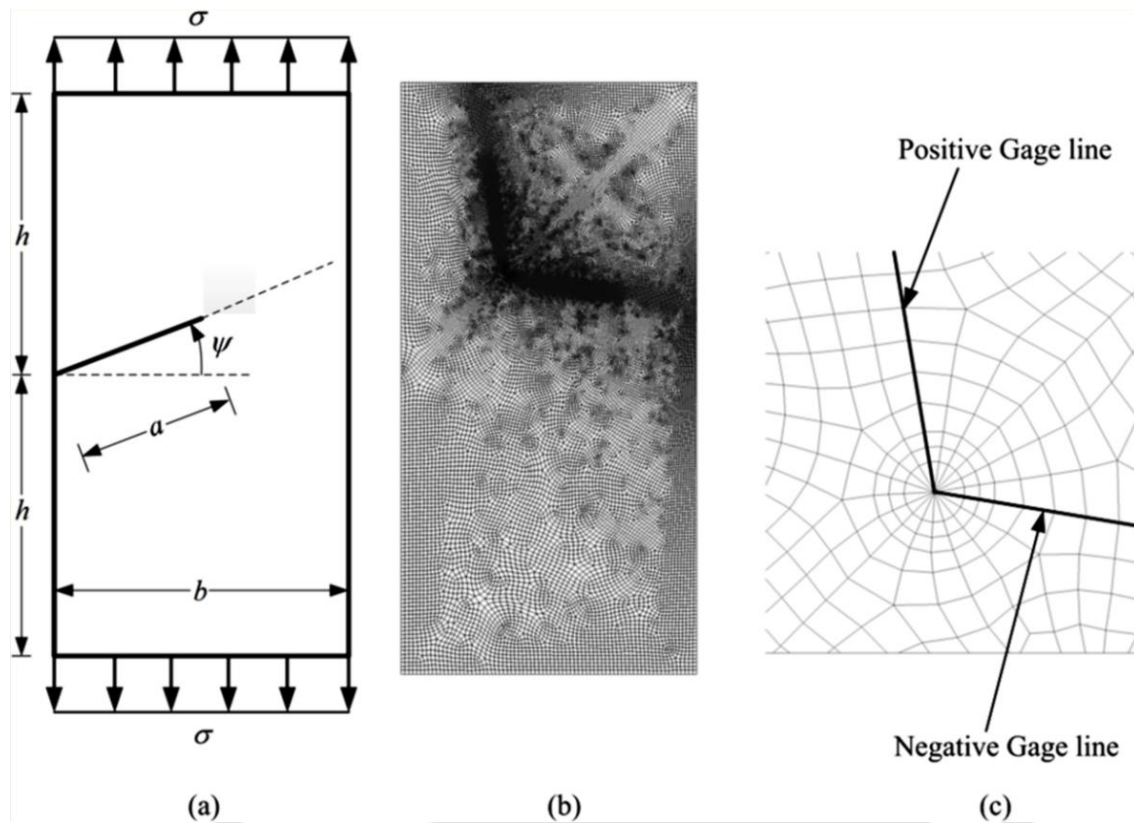 σ
h
ψ
a
h
b
σ
Positive Gage line
Negative Gage line
(a)
(b)
(c)